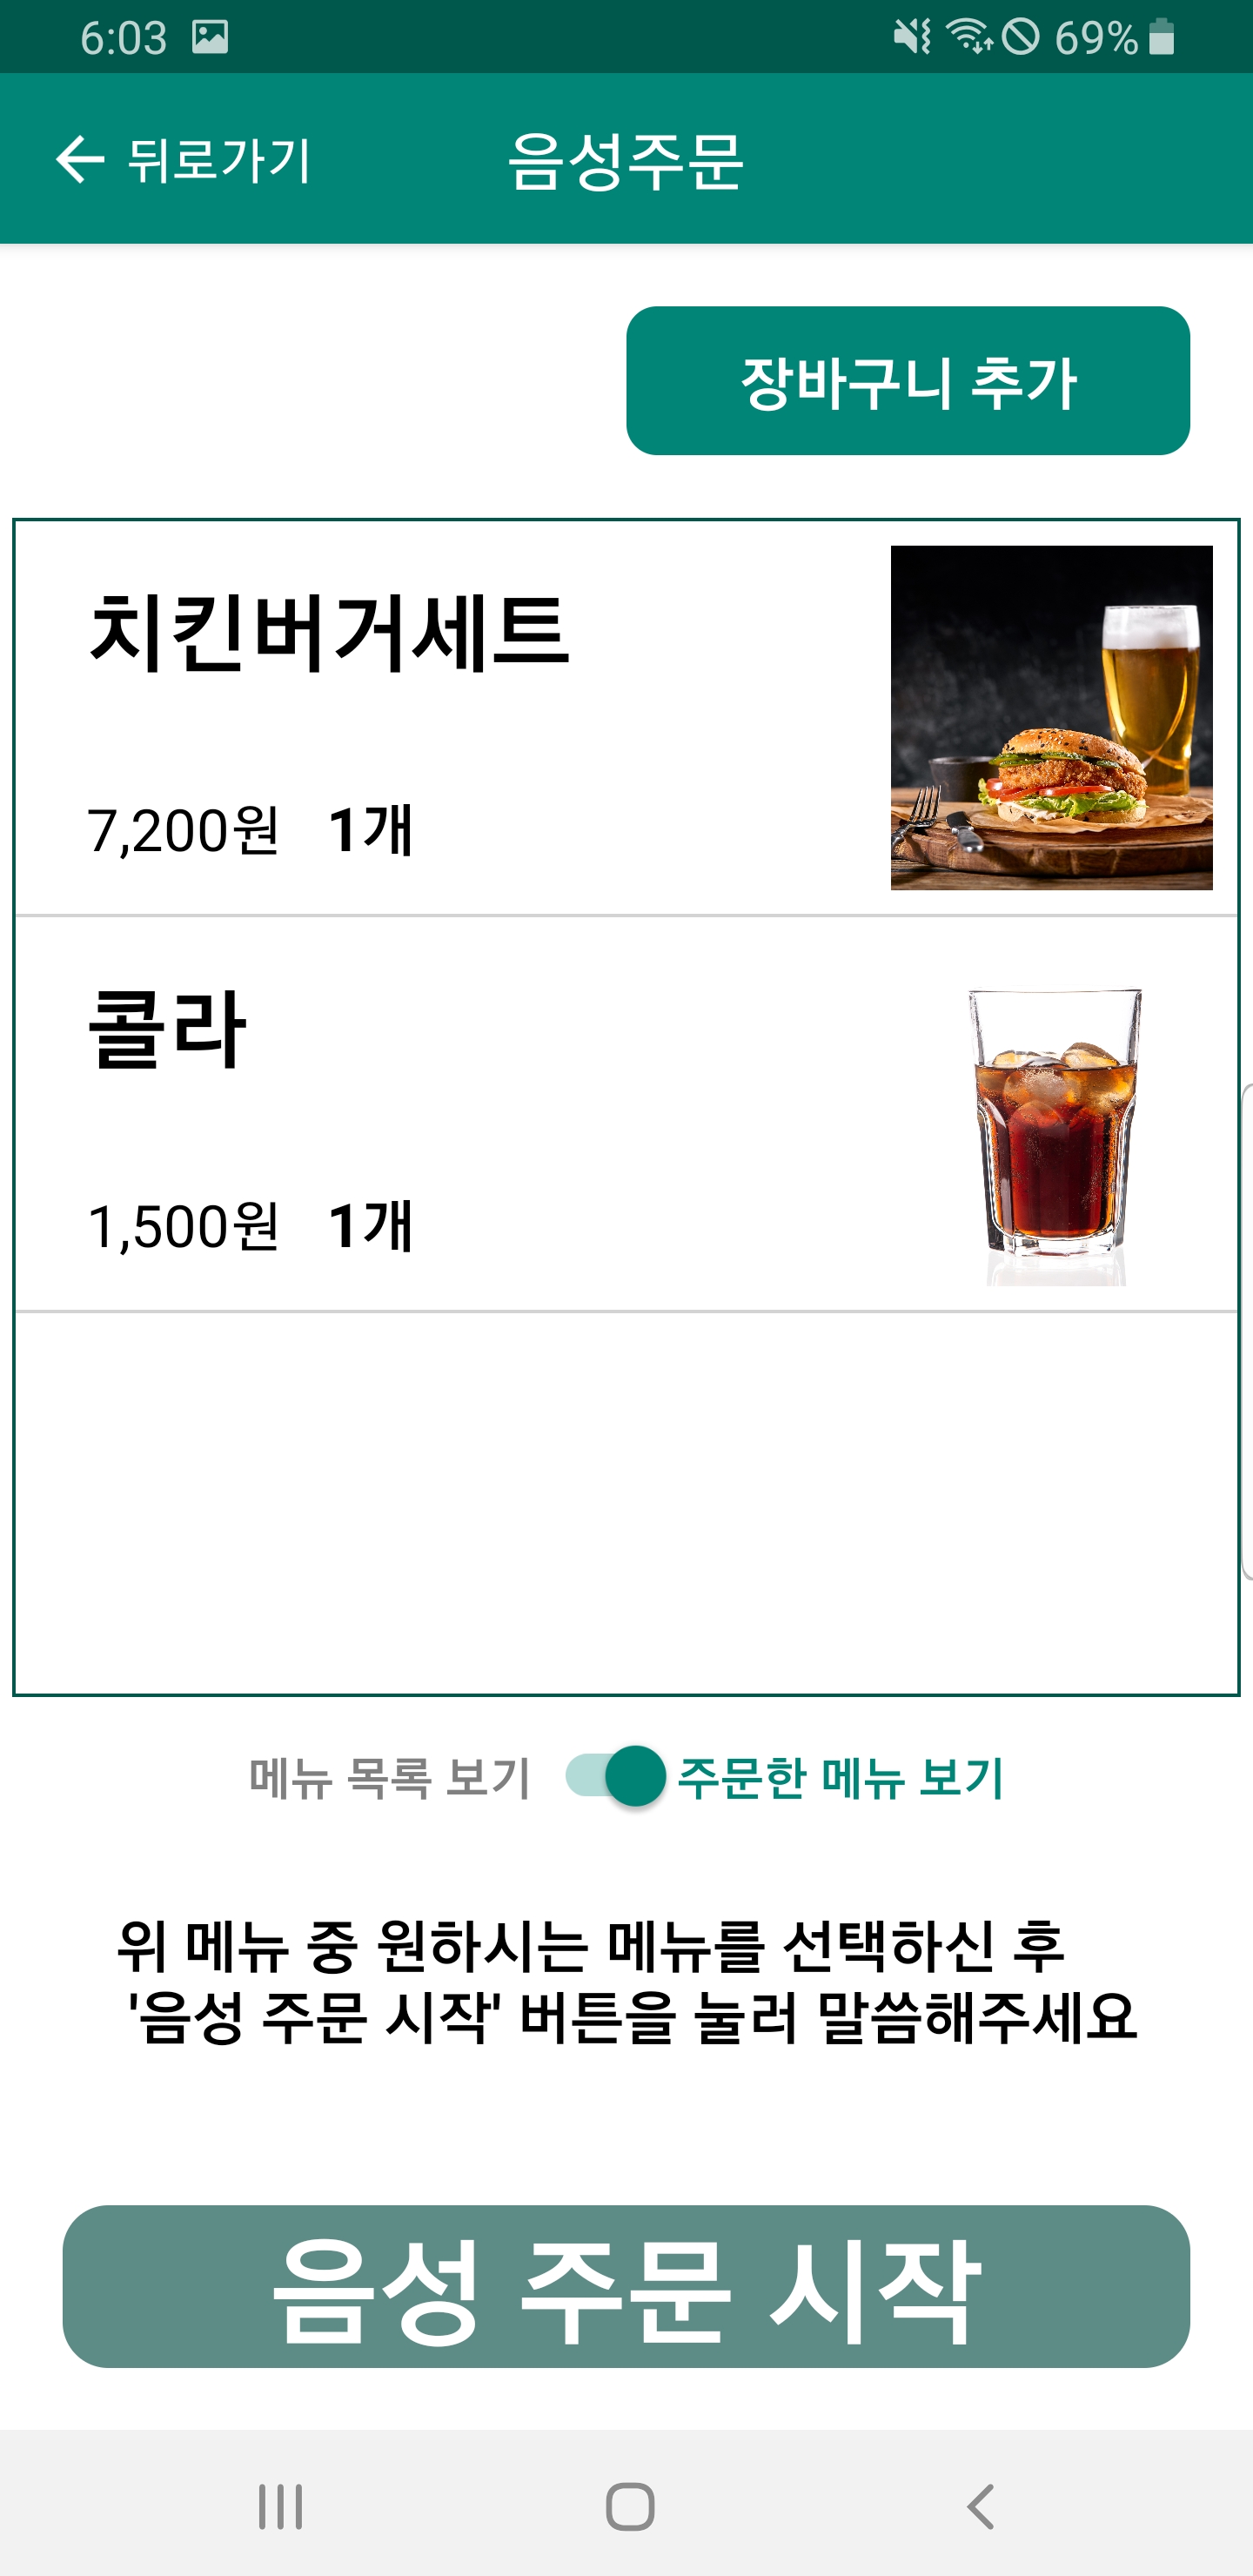 6:03 69%
뒤로가기 음성주문
장바구니 추가
치킨버거세트
7,200원 1개
콜라
1,500원 1개
메뉴 목록 보기 주문한 메뉴 보기
위 메뉴 중 원하시는 메뉴를 선택하신 후
'음성 주문 시작' 버튼을 눌러 말씀해주세요
음성 주문 시작